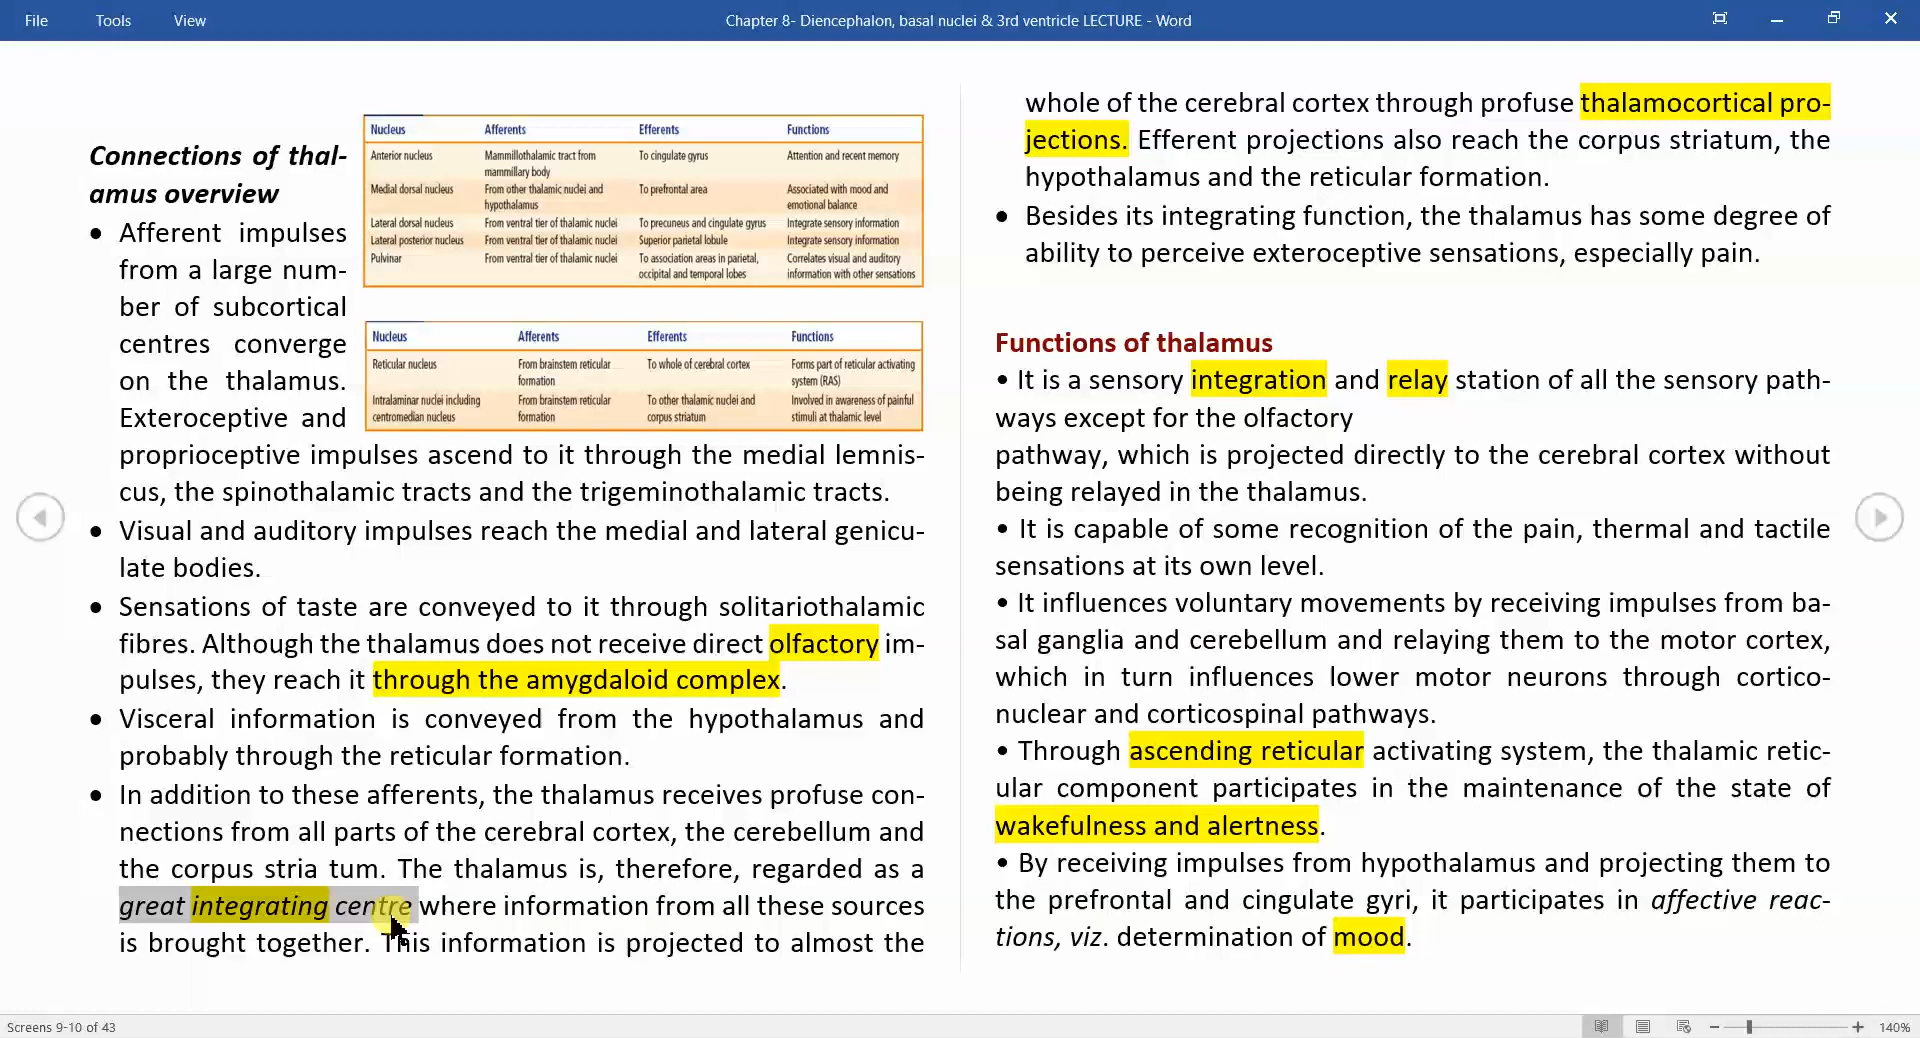 File Tools View Chapter 8- Diencephalon, basal nuclei & 3rd ventricle LECTURE - Word
Connections of thal-
amus overview
• Afferent impulses
from a large num-
ber of subcortical
centres converge
on the thalamus.
Exteroceptive and
proprioceptive impulses ascend to it through the medial lemnis-
cus, the spinothalamic tracts and the trigeminothalamic tracts.
Nucleus Afferents Efferents Functions
Anterior nucleus Mammillothalamic tract from To cingulate gyrus Attention and recent memory
mammillary body
Medial dorsal nucleus From other thalamic nuclei and To prefrontal area Associated with mood and
hypothalamus emotional balance
Lateral dorsal nucleus From ventral tier of thalamic nuclei To precuneus and cingulate gyrus Integrate sensory information
Lateral posterior nucleus From ventral tier of thalamic nuclei Superior parietal lobule Integrate sensory information
Pulvinar From ventral tier of thalamic nuclei To association areas in parietal, Correlates visual and auditory
occipital and temporal lobes information with other sensations
Nucleus Afferents Efferents Functions
Reticular nucleus From brainstem reticular To whole of cerebral cortex Forms part of reticular activating
formation system (RAS)
Intralaminar nuclei including From brainstem reticular To other thalamic nuclei and Involved in awareness of painful
centromedian nucleus formation corpus striatum stimuli at thalamic level
• Visual and auditory impulses reach the medial and lateral genicu-
late bodies.
• Sensations of taste are conveyed to it through solitariothalamic
fibres. Although the thalamus does not receive direct olfactory im-
pulses, they reach it through the amygdaloid complex.
• Visceral information is conveyed from the hypothalamus and
probably through the reticular formation.
• In addition to these afferents, the thalamus receives profuse con-
nections from all parts of the cerebral cortex, the cerebellum and
the corpus stria tum. The thalamus is, therefore, regarded as a
great integrating centre where information from all these sources
is brought together. This information is projected to almost the
whole of the cerebral cortex through profuse thalamocortical pro-
jections. Efferent projections also reach the corpus striatum, the
hypothalamus and the reticular formation.
• Besides its integrating function, the thalamus has some degree of
ability to perceive exteroceptive sensations, especially pain.
Functions of thalamus
• It is a sensory integration and relay station of all the sensory path-
ways except for the olfactory
pathway, which is projected directly to the cerebral cortex without
being relayed in the thalamus.
• It is capable of some recognition of the pain, thermal and tactile
sensations at its own level.
• It influences voluntary movements by receiving impulses from ba-
sal ganglia and cerebellum and relaying them to the motor cortex,
which in turn influences lower motor neurons through cortico-
nuclear and corticospinal pathways.
• Through ascending reticular activating system, the thalamic retic-
ular component participates in the maintenance of the state of
wakefulness and alertness.
• By receiving impulses from hypothalamus and projecting them to
the prefrontal and cingulate gyri, it participates in affective reac-
tions, viz. determination of mood.
Screens 9-10 of 43 140%